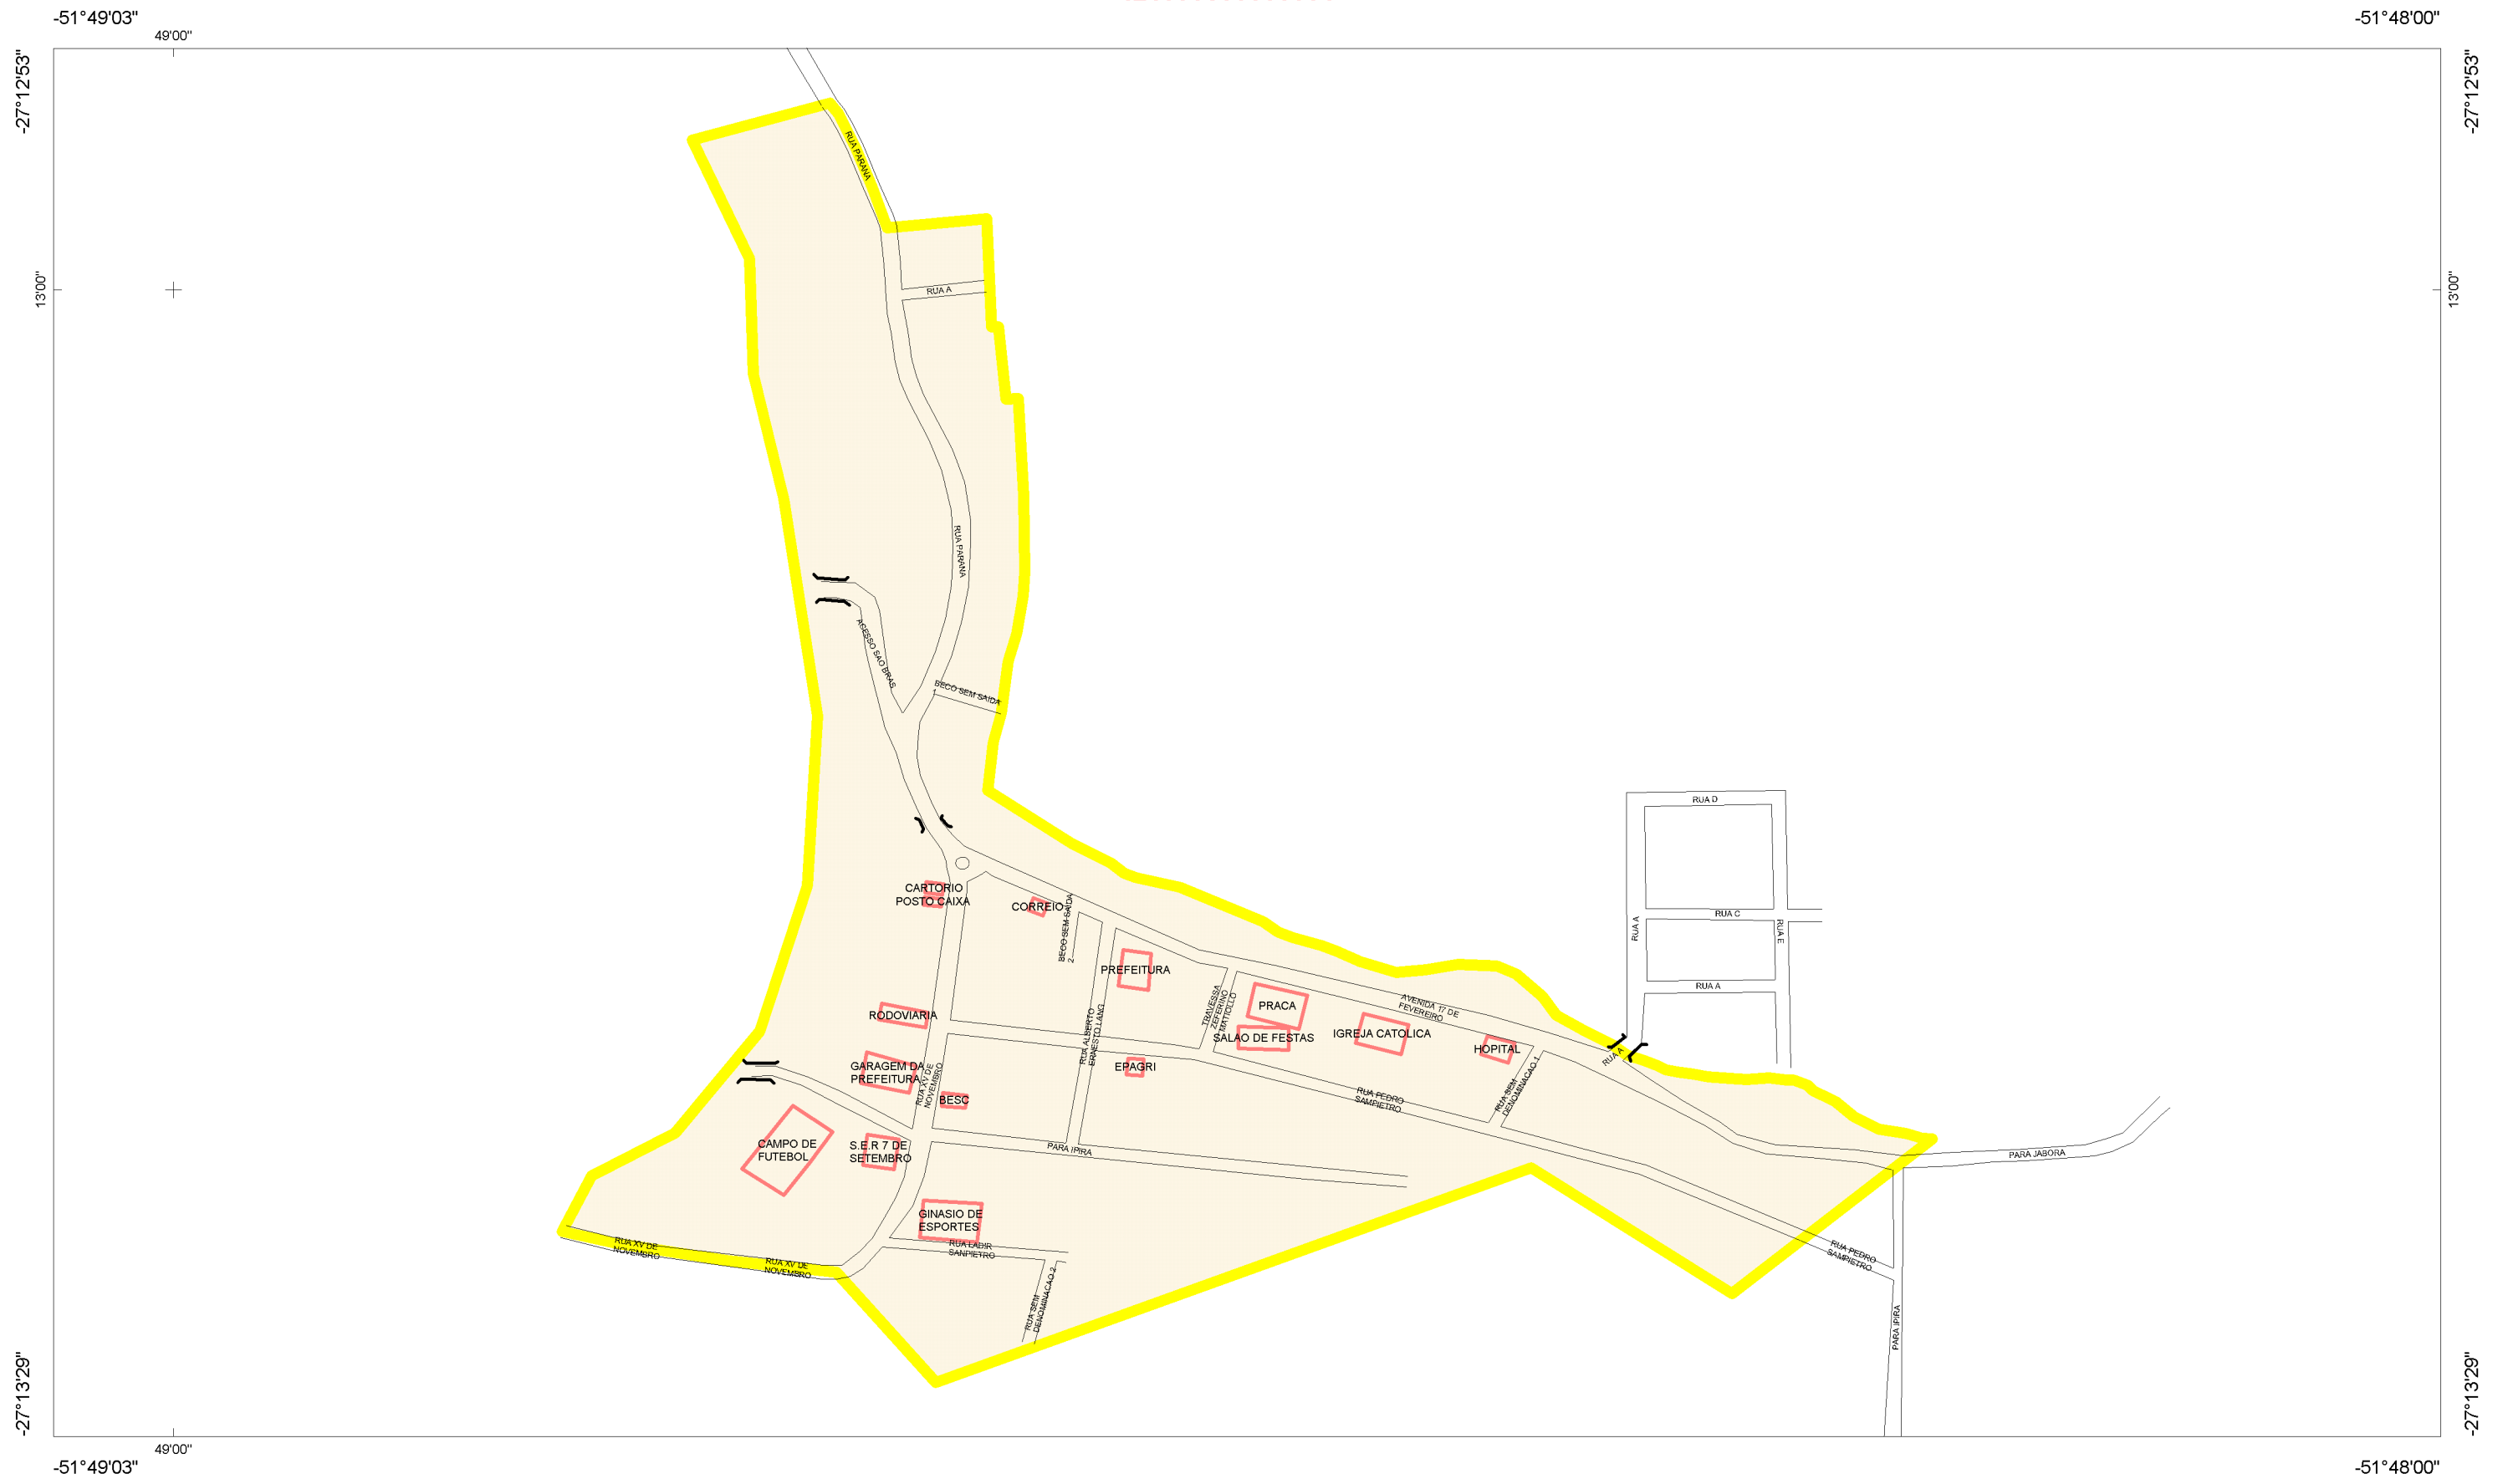 -51°49'03"
-51°48'00"
49'00"
-27°12'53"
-27°12'53"
RUA PARANA
13'00"
13'00"
RUA A
RUA PARANA
ACESSO SAO BRAS
BECO SEM SAIDA
1
RUA D
CARTORIO
POSTO CAIXA
CORREIO
BECO SEM SAIDA
2
RUA A
RUA C
RUA E
PREFEITURA
RUA A
TRAVESSA
ZEFERINO
MATIOLLO
PRACA
AVENIDA 17 DE
FEVEREIRO
RODOVIARIA
RUA ALBERTO
ERNESTO LANG
SALAO DE FESTAS
IGREJA CATOLICA
HOPITAL
RUA A
GARAGEM DA
PREFEITURA
RUA XV DE
NOVEMBRO
EPAGRI
BESC
RUA PEDRO
SAMPIETRO
RUA SEM
DENOMINACAO 1
CAMPO DE
FUTEBOL
S.E.R 7 DE
SETEMBRO
PARA IPIRA
PARA JABORA
GINASIO DE
ESPORTES
RUA XV DE
NOVEMBRO
RUA LADIR
SANPIETRO
RUA PEDRO
SAMPIETRO
RUA XV DE
NOVEMBRO
RUA SEM
DENOMINACAO 2
PARA IPIRA
-27°13'29"
-27°13'29"
49'00"
-51°49'03"
-51°48'00"